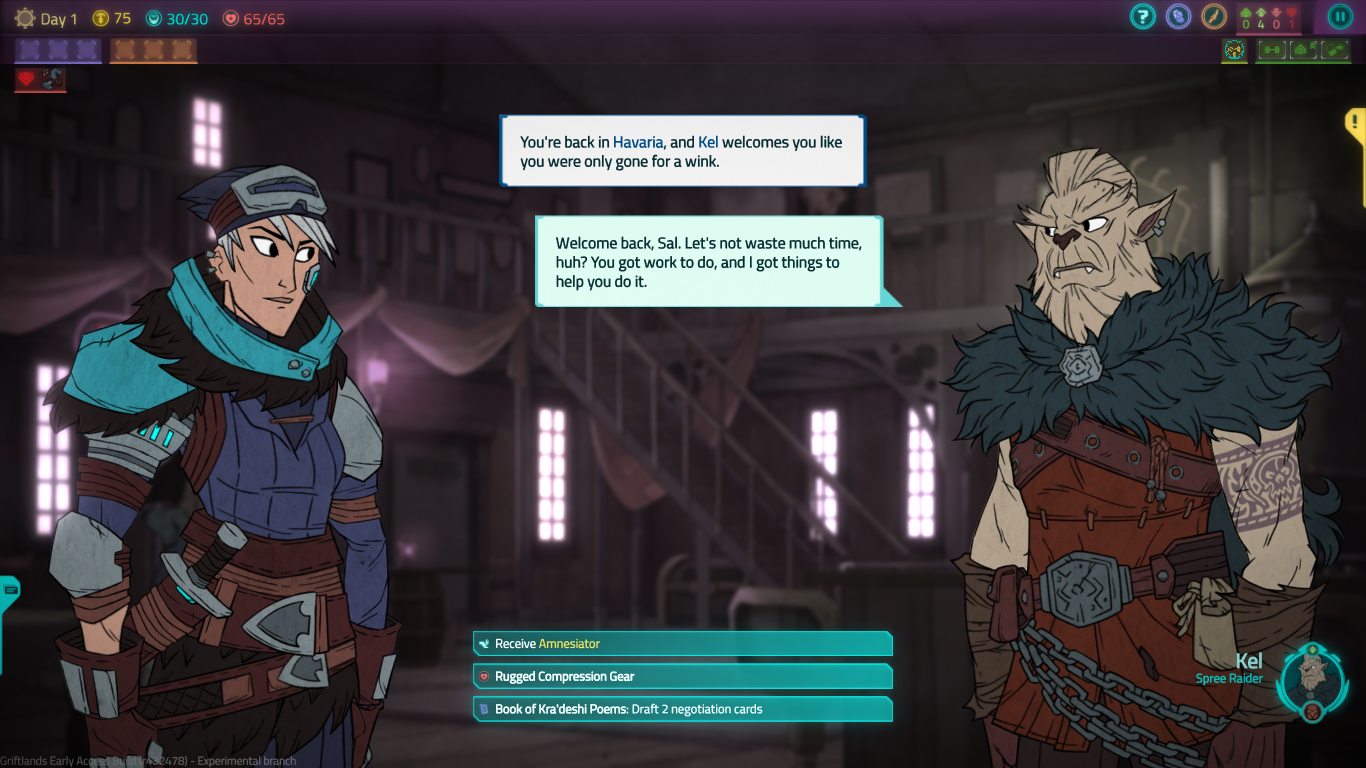 Day 1 75 30/30 65/65
? 0 4 0 1
You're back in Havaria, and Kel welcomes you like
you were only gone for a wink.
Welcome back, Sal. Let's not waste much time,
huh? You got work to do, and I got things to
help you do it.
Receive Amnesiator
Rugged Compression Gear
Book of Kra'deshi Poems: Draft 2 negotiation cards
Kel
Spree Raider
Griftlands Early Access Build (r432478) - Experimental branch